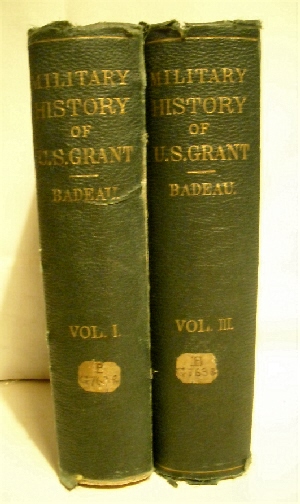 MILITARY
HISTORY
OF
U.S. GRANT
BADEAU.
VOL. I.
MILITARY
HISTORY
OF
U.S. GRANT
BADEAU.
VOL. III.
B